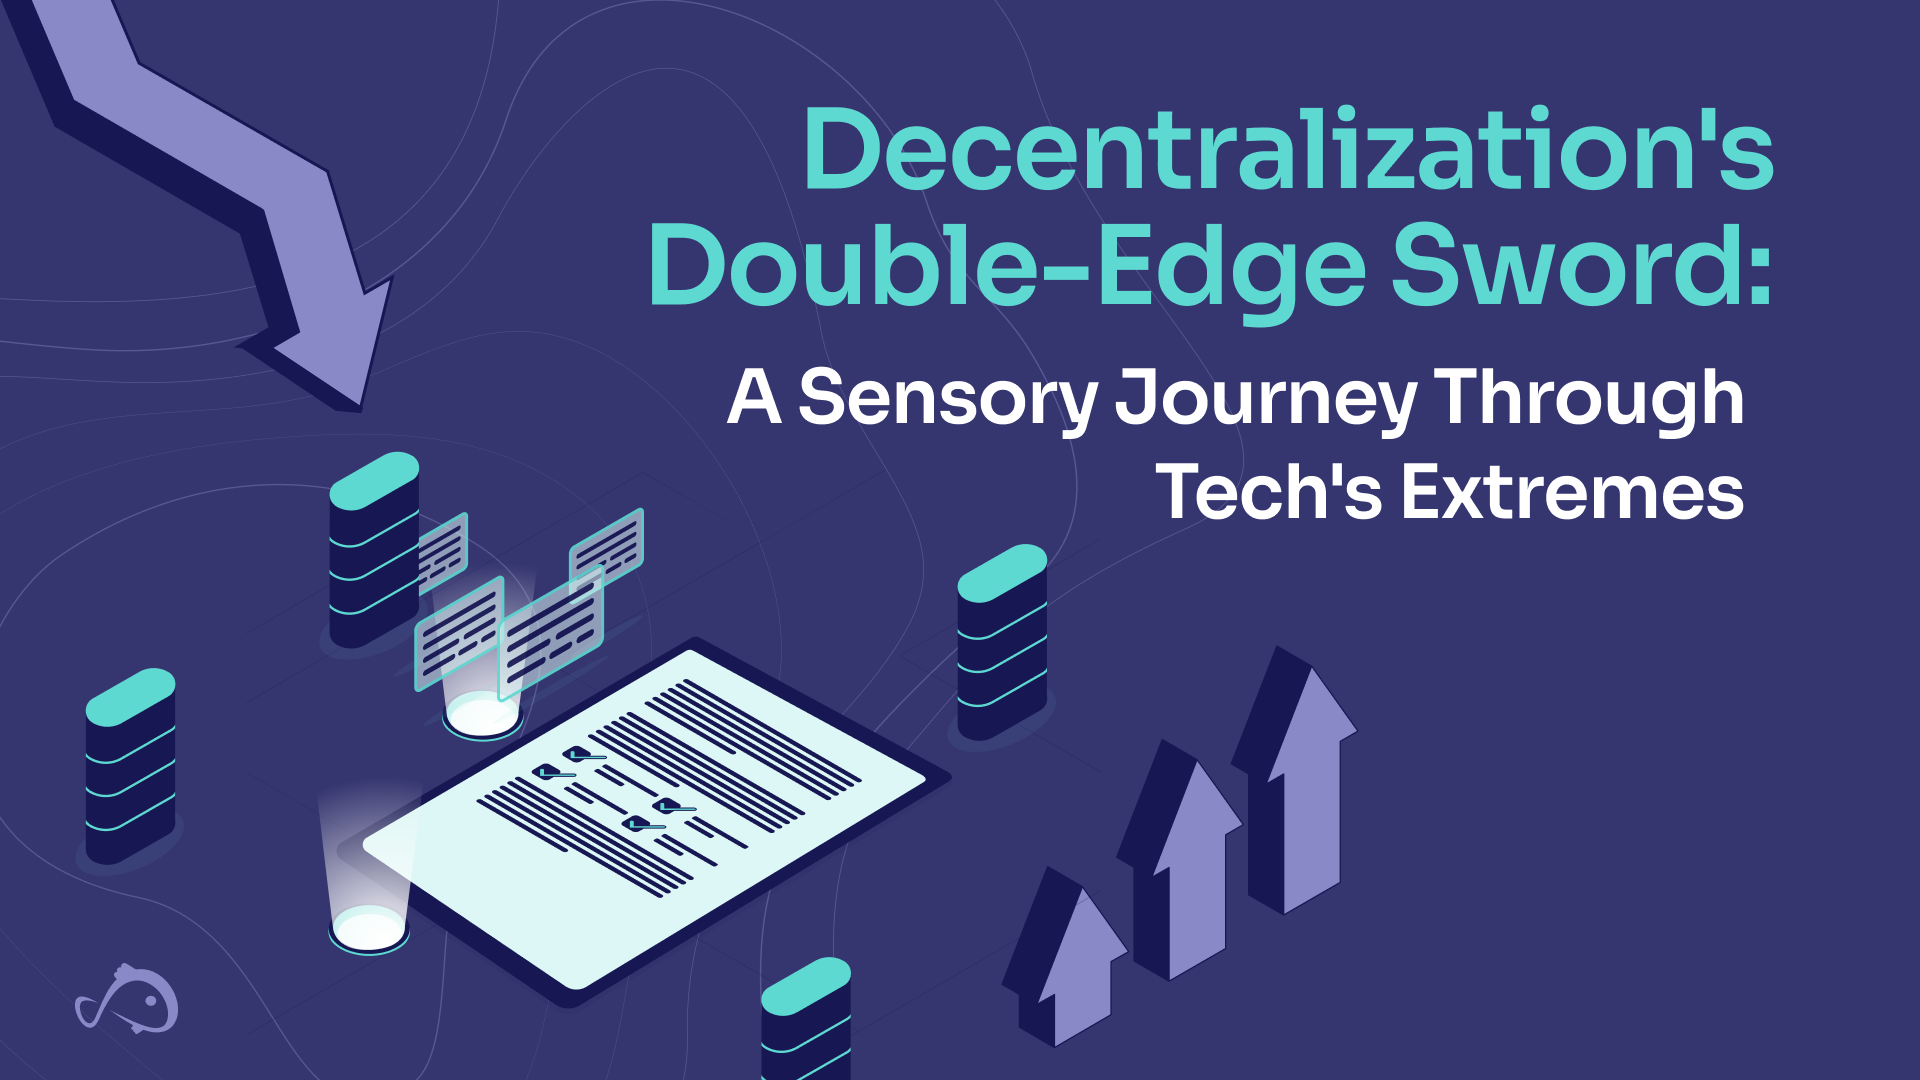 Decentralization's
Double-Edge Sword:
A Sensory Journey Through
Tech's Extremes